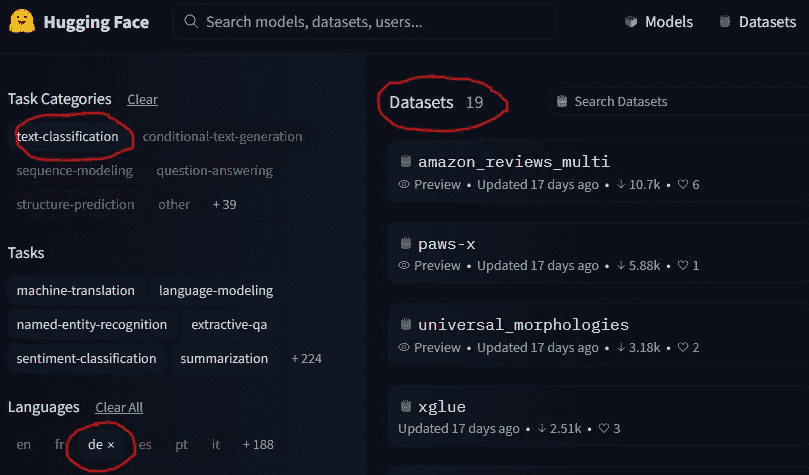 Hugging Face
Search models, datasets, users...
Models
Datasets
Task Categories Clear
text-classification conditional-text-generation
sequence-modeling question-answering
structure-prediction other +39
Tasks
machine-translation language-modeling
named-entity-recognition extractive-qa
sentiment-classification summarization +224
Languages Clear All
en fr de × es pt it +188
Datasets 19
Search Datasets
amazon_reviews_multi
Preview • Updated 17 days ago • ↓ 10.7k • ♡ 6
paws-x
Preview • Updated 17 days ago • ↓ 5.88k • ♡ 1
universal_morphologies
Preview • Updated 17 days ago • ↓ 3.18k • ♡ 2
xglue
Updated 17 days ago • ↓ 2.51k • ♡ 3